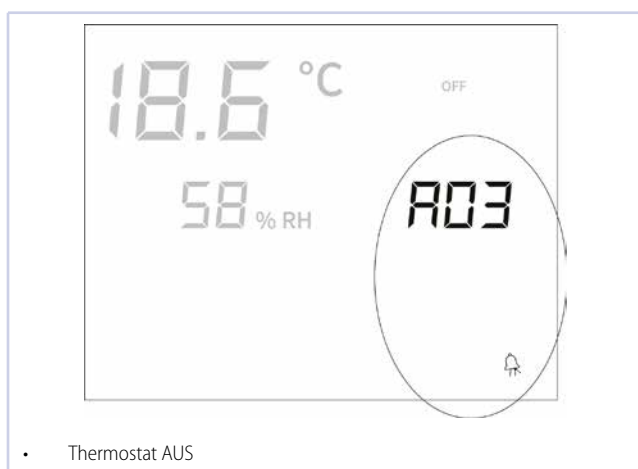 18.6 °C
OFF
58 % RH
A03
• Thermostat AUS